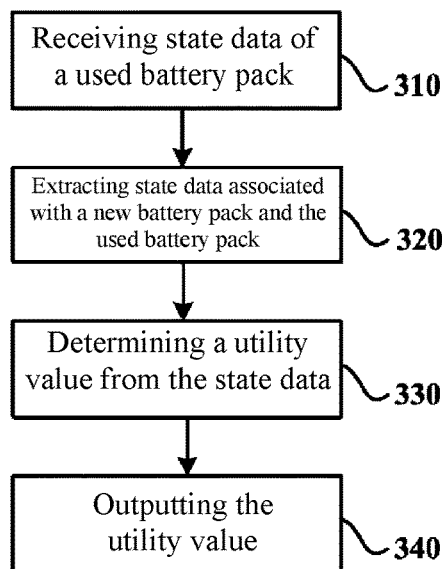 Receiving state data of
a used battery pack
310
Extracting state data associated
with a new battery pack and the
used battery pack
320
Determining a utility
value from the state data
330
Outputting the
utility value
340